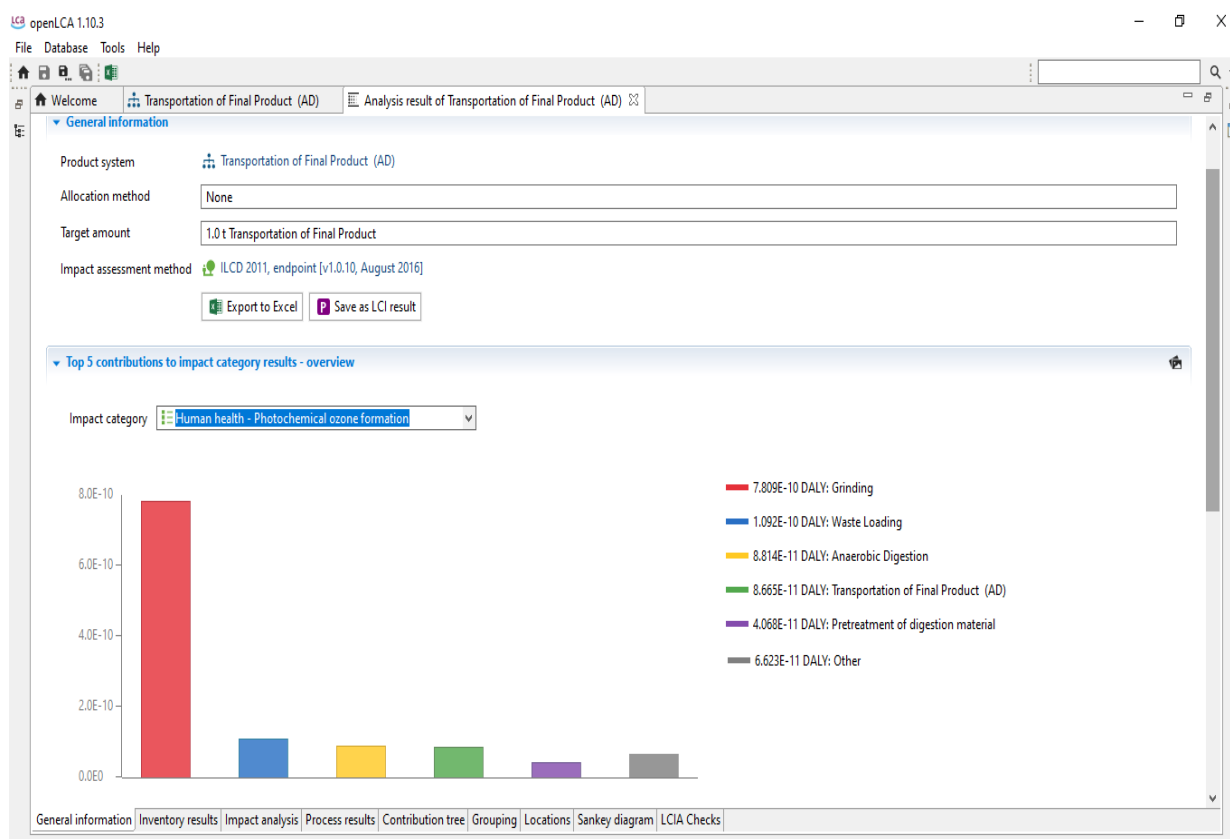 LCA openLCA 1.10.3
File Database Tools Help
Welcome Transportation of Final Product (AD) Analysis result of Transportation of Final Product (AD)
General information
Product system Transportation of Final Product (AD)
Allocation method None
Target amount 1.0 t Transportation of Final Product
Impact assessment method ILCD 2011, endpoint [v1.0.10, August 2016]
Export to Excel P Save as LCI result
Top 5 contributions to impact category results - overview
Impact category Human health - Photochemical ozone formation
8.0E-10
6.0E-10
4.0E-10
2.0E-10
0.0E0
7.809E-10 DALY: Grinding
1.092E-10 DALY: Waste Loading
8.814E-11 DALY: Anaerobic Digestion
8.665E-11 DALY: Transportation of Final Product (AD)
4.068E-11 DALY: Pretreatment of digestion material
6.623E-11 DALY: Other
General information Inventory results Impact analysis Process results Contribution tree Grouping Locations Sankey diagram LCIA Checks